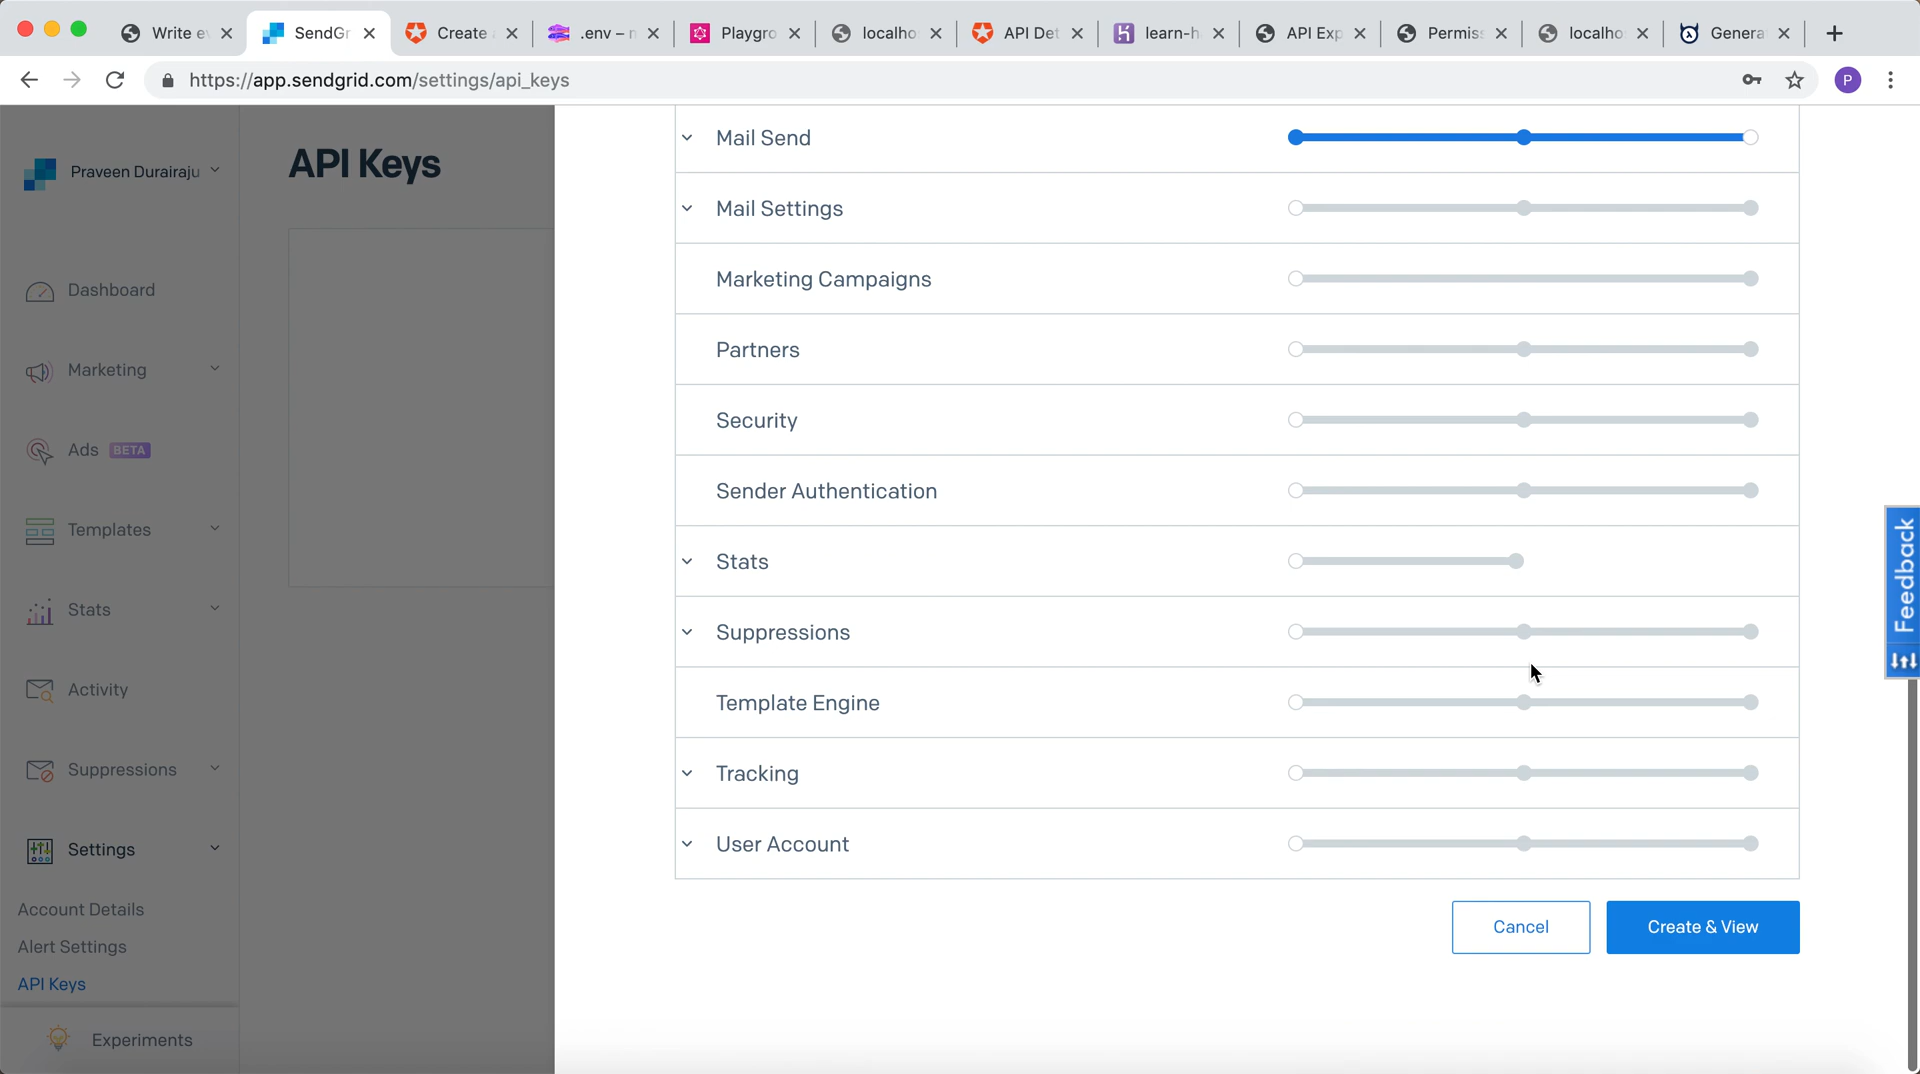 Write ev
SendGr
Create a
.env – n
Playgro
localho
API Det
learn-h
API Exp
Permiss
localho
Genera
https://app.sendgrid.com/settings/api_keys
P
Praveen Durairaju
API Keys
Dashboard
Marketing
Ads BETA
Templates
Stats
Activity
Suppressions
Settings
Account Details
Alert Settings
API Keys
Experiments
Mail Send
Mail Settings
Marketing Campaigns
Partners
Security
Sender Authentication
Stats
Suppressions
Template Engine
Tracking
User Account
Cancel
Create & View
Feedback